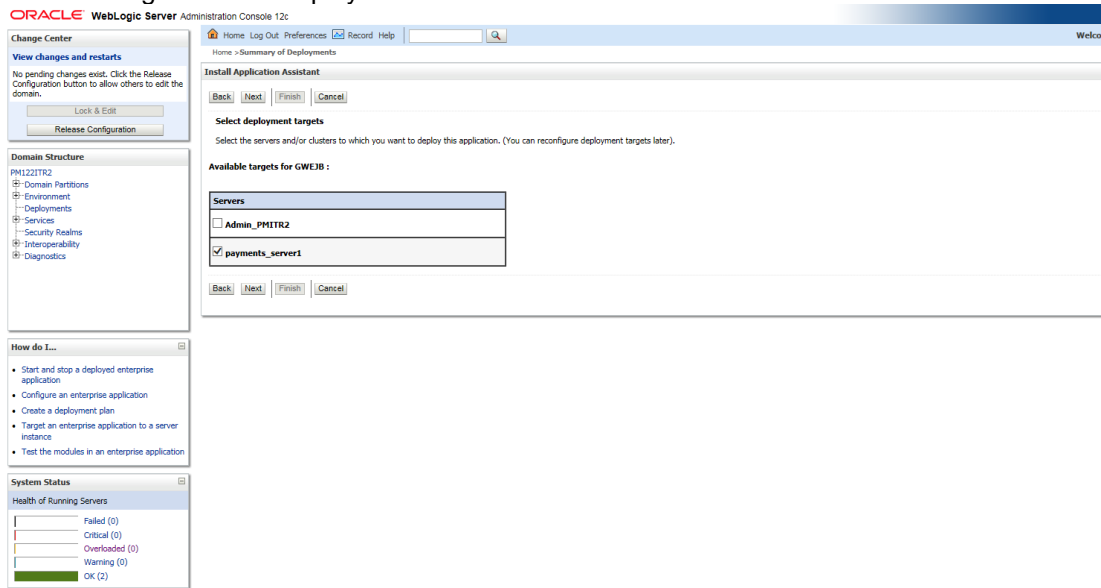 ORACLE WebLogic Server Administration Console 12c
Change Center
View changes and restarts
No pending changes exist. Click the Release
Configuration button to allow others to edit the
domain.
Lock & Edit
Release Configuration
Domain Structure
PM122ITR2
Domain Partitions
Environment
Deployments
Services
Security Realms
Interoperability
Diagnostics
How do I...
Start and stop a deployed enterprise
application
Configure an enterprise application
Create a deployment plan
Target an enterprise application to a server
instance
Test the modules in an enterprise application
System Status
Health of Running Servers
Failed (0)
Critical (0)
Overloaded (0)
Warning (0)
OK (2)
Home Log Out Preferences Record Help
Welco
Home >Summary of Deployments
Install Application Assistant
Back Next Finish Cancel
Select deployment targets
Select the servers and/or clusters to which you want to deploy this application. (You can reconfigure deployment targets later).
Available targets for GWEJB :
Servers
Admin_PMITR2
payments_server1
Back Next Finish Cancel